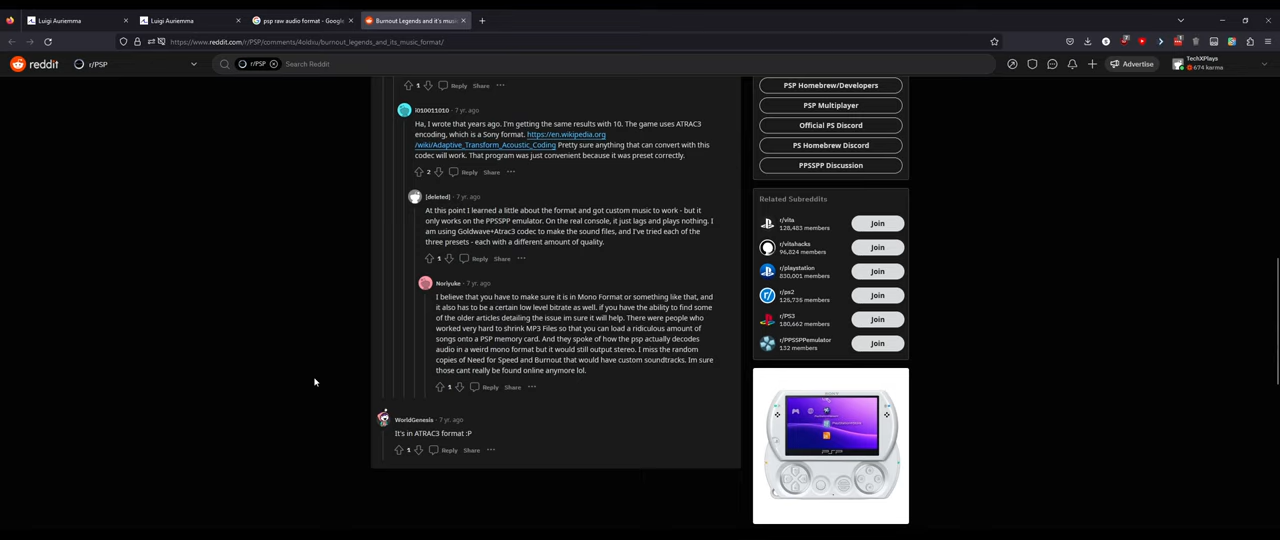 Luigi Auriemma
Luigi Auriemma
psp raw audio format - Google
Burnout Legends and it's mus
https://www.reddit.com/r/PSP/comments/4oldxu/burnout_legends_and_its_music_format/
reddit
r/PSP
r/PSP
Search Reddit
Advertise
TechXPlays
674 karma
1
Reply
Share
i010011010 · 7 yr. ago
Ha, I wrote that years ago. I'm getting the same results with 10. The game uses ATRAC3
encoding, which is a Sony format. https://en.wikipedia.org
/wiki/Adaptive_Transform_Acoustic_Coding Pretty sure anything that can convert with this
codec will work. That program was just convenient because it was preset correctly.
2
Reply
Share
[deleted] · 7 yr. ago
At this point I learned a little about the format and got custom music to work - but it
only works on the PPSSPP emulator. On the real console, it just lags and plays nothing. I
am using Goldwave+Atrac3 codec to make the sound files, and I've tried each of the
three presets - each with a different amount of quality.
1
Reply
Share
Noriyuke · 7 yr. ago
I believe that you have to make sure it is in Mono Format or something like that, and
it also has to be a certain low level bitrate as well. if you have the ability to find some
of the older articles detailing the issue im sure it will help. There were people who
worked very hard to shrink MP3 Files so that you can load a ridiculous amount of
songs onto a PSP memory card. And they spoke of how the psp actually decodes
audio in a weird mono format but it would still output stereo. I miss the random
copies of Need for Speed and Burnout that would have custom soundtracks. Im sure
those cant really be found online anymore lol.
1
Reply
Share
WorldGenesis · 7 yr. ago
It's in ATRAC3 format :P
1
Reply
Share
PSP Homebrew/Developers
PSP Multiplayer
Official PS Discord
PS Homebrew Discord
PPSSPP Discussion
Related Subreddits
r/vita
128,483 members
Join
r/vitahacks
96,824 members
Join
r/playstation
830,001 members
Join
r/ps2
126,735 members
Join
r/PS3
180,662 members
Join
r/PPSSPPemulator
132 members
Join
PSP